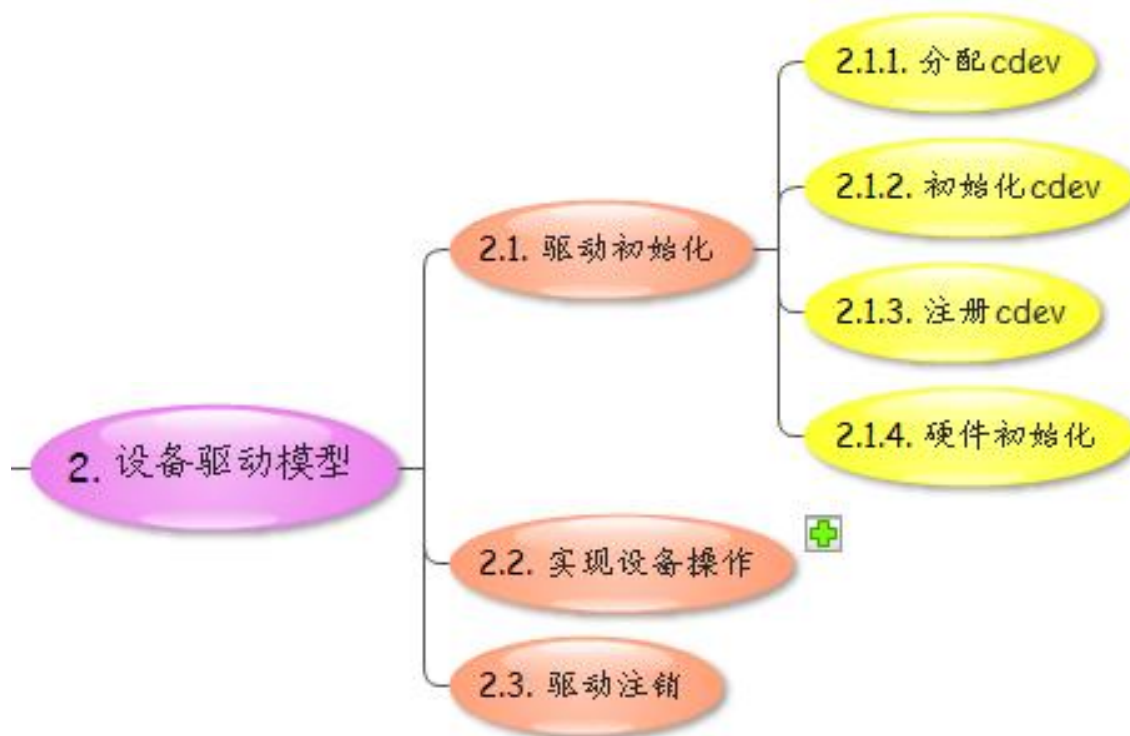 2. 设备驱动模型
2.1. 驱动初始化
2.1.1. 分配cdev
2.1.2. 初始化cdev
2.1.3. 注册cdev
2.1.4. 硬件初始化
2.2. 实现设备操作
2.3. 驱动注销